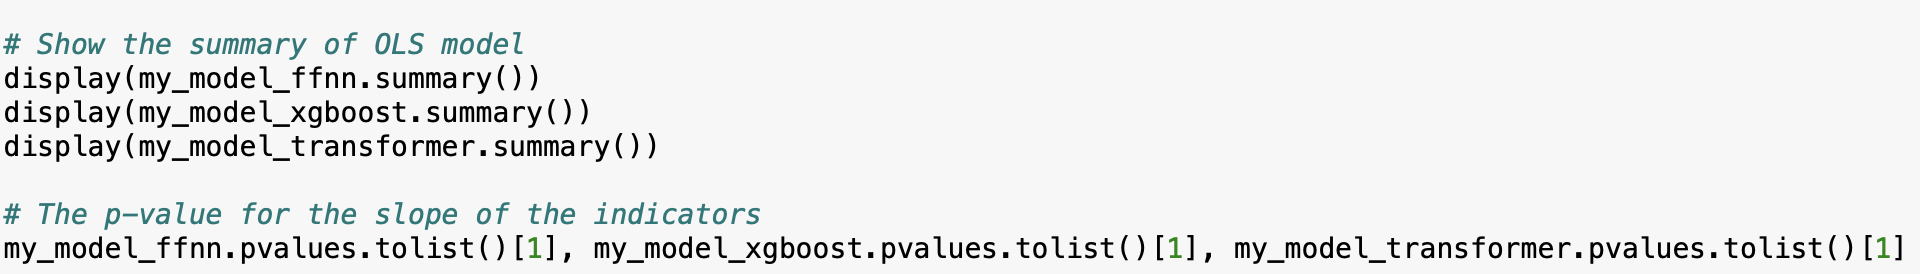 # Show the summary of OLS model
display(my_model_ffnn.summary())
display(my_model_xgboost.summary())
display(my_model_transformer.summary())
# The p-value for the slope of the indicators
my_model_ffnn.pvalues.tolist()[1], my_model_xgboost.pvalues.tolist()[1], my_model_transformer.pvalues.tolist()[1]